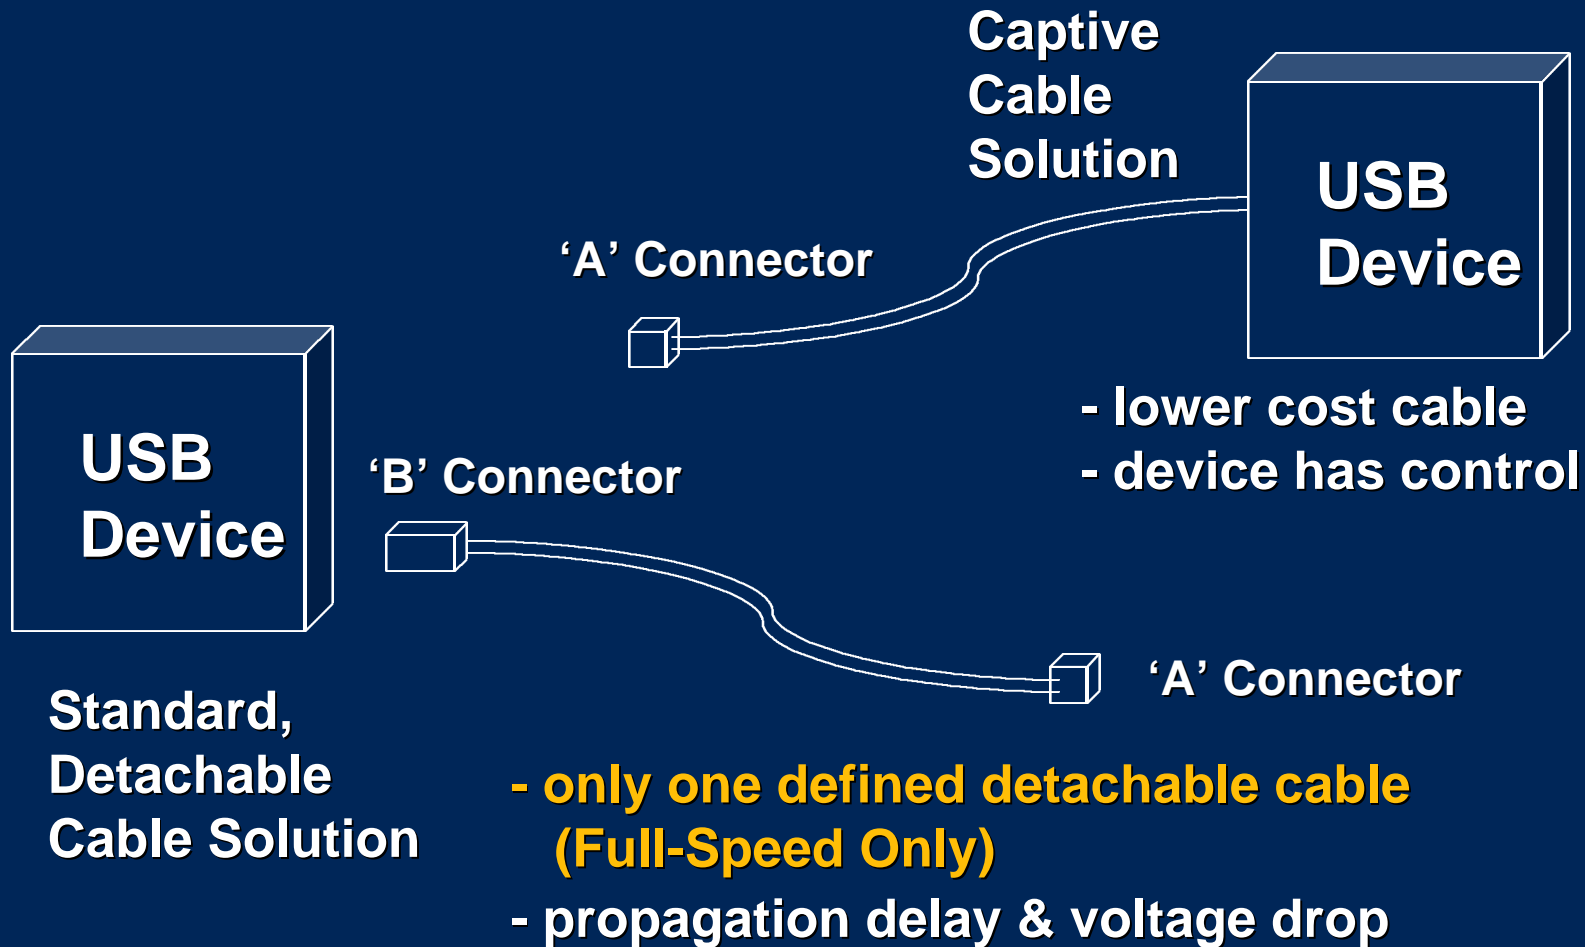 Captive
Cable
Solution
USB
Device
‘A’ Connector
- lower cost cable
- device has control
USB
Device
‘B’ Connector
‘A’ Connector
Standard,
Detachable
Cable Solution
- only one defined detachable cable
(Full-Speed Only)
- propagation delay & voltage drop